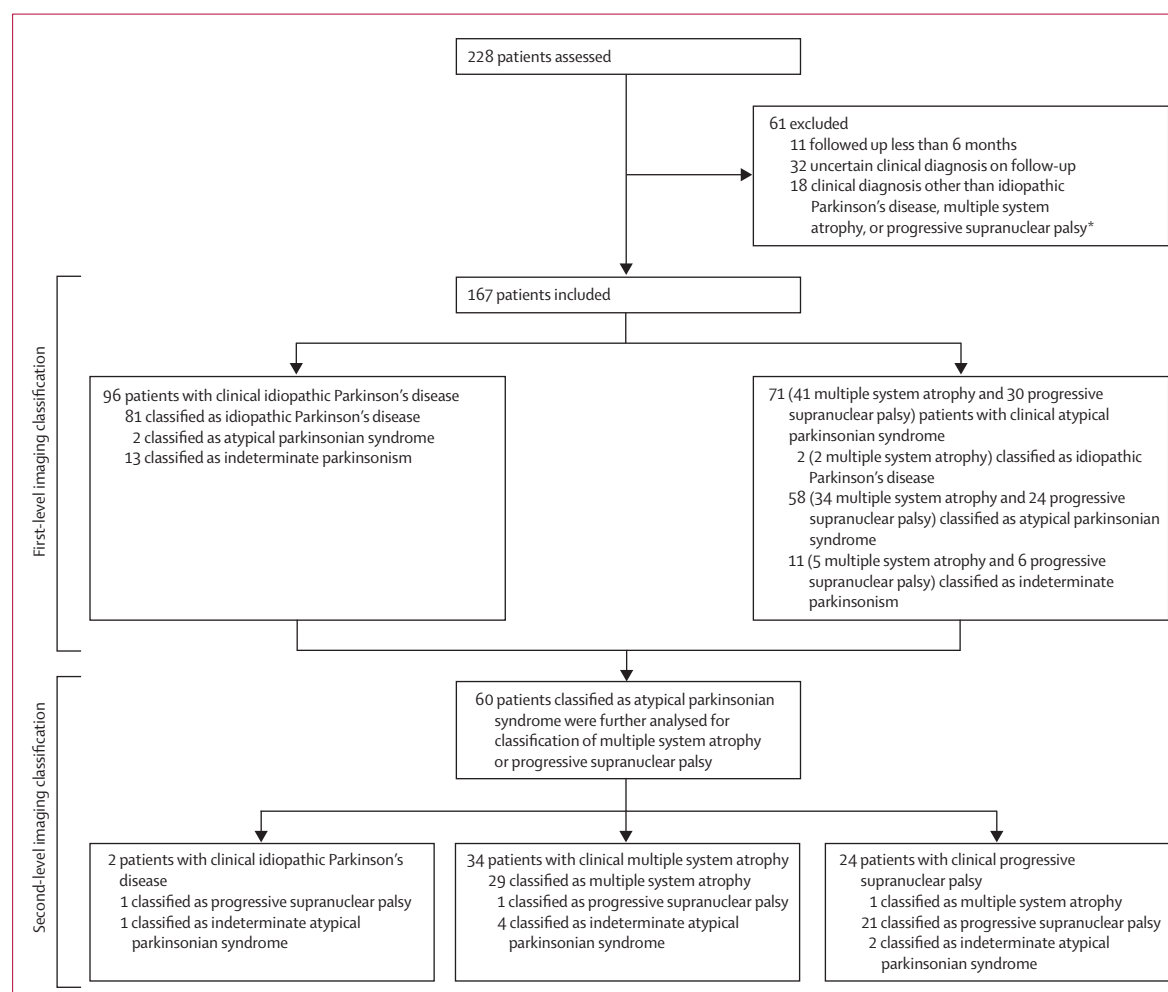 228 patients assessed
61 excluded
11 followed up less than 6 months
32 uncertain clinical diagnosis on follow-up
18 clinical diagnosis other than idiopathic
Parkinson's disease, multiple system
atrophy, or progressive supranuclear palsy*
First-level imaging classification
167 patients included
96 patients with clinical idiopathic Parkinson's disease
81 classified as idiopathic Parkinson's disease
2 classified as atypical parkinsonian syndrome
13 classified as indeterminate parkinsonism
71 (41 multiple system atrophy and 30 progressive
supranuclear palsy) patients with clinical atypical
parkinsonian syndrome
2 (2 multiple system atrophy) classified as idiopathic
Parkinson's disease
58 (34 multiple system atrophy and 24 progressive
supranuclear palsy) classified as atypical parkinsonian
syndrome
11 (5 multiple system atrophy and 6 progressive
supranuclear palsy) classified as indeterminate
parkinsonism
Second-level imaging classification
60 patients classified as atypical parkinsonian
syndrome were further analysed for
classification of multiple system atrophy
or progressive supranuclear palsy
2 patients with clinical idiopathic Parkinson's
disease
1 classified as progressive supranuclear palsy
1 classified as indeterminate atypical
parkinsonian syndrome
34 patients with clinical multiple system atrophy
29 classified as multiple system atrophy
1 classified as progressive supranuclear palsy
4 classified as indeterminate atypical
parkinsonian syndrome
24 patients with clinical progressive
supranuclear palsy
1 classified as multiple system atrophy
21 classified as progressive supranuclear palsy
2 classified as indeterminate atypical
parkinsonian syndrome